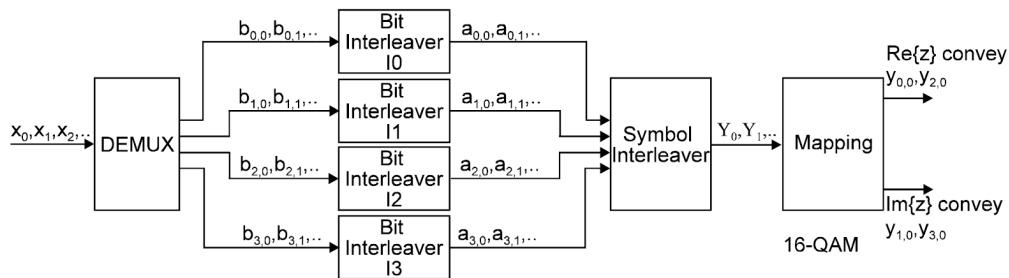 x₀,x₁,x₂,..
DEMUX
b₀,₀,b₀,₁,..
Bit
Interleaver
I0
a₀,₀,a₀,₁,..
b₁,₀,b₁,₁,..
Bit
Interleaver
I1
a₁,₀,a₁,₁,..
b₂,₀,b₂,₁,..
Bit
Interleaver
I2
a₂,₀,a₂,₁,..
b₃,₀,b₃,₁,..
Bit
Interleaver
I3
a₃,₀,a₃,₁,..
Symbol
Interleaver
Y₀,Y₁,..
Mapping
16-QAM
Re{z} convey
y₀,₀,y₂,₀
Im{z} convey
y₁,₀,y₃,₀